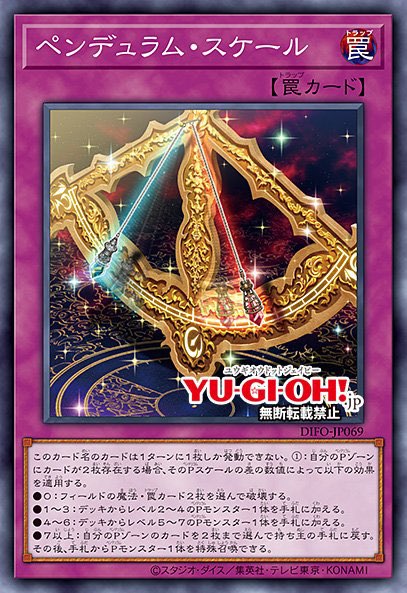 ペンデュラム・スケール
トラップ
罠
トラップ
【罠カード】
ユウギオウドットジェイピー
YU-GI-OH!.jp
無断転載禁止
DIFO-JP069
このカード名のカードは1ターンに1枚しか発動できない。①:自分のPゾーン
にカードが2枚存在する場合、そのPスケールの差の数値によって以下の効果
を適用する。
●0:フィールドの魔法・罠カード2枚を選んで破壊する。
●1～3:デッキからレベル2～4のPモンスター1体を手札に加える。
●4～6:デッキからレベル5～7のPモンスター1体を手札に加える。
●7以上:自分のPゾーンのカードを2枚まで選んで持ち主の手札に戻す。
その後、手札からPモンスター1体を特殊召喚できる。
©スタジオ・ダイス／集英社・テレビ東京・KONAMI